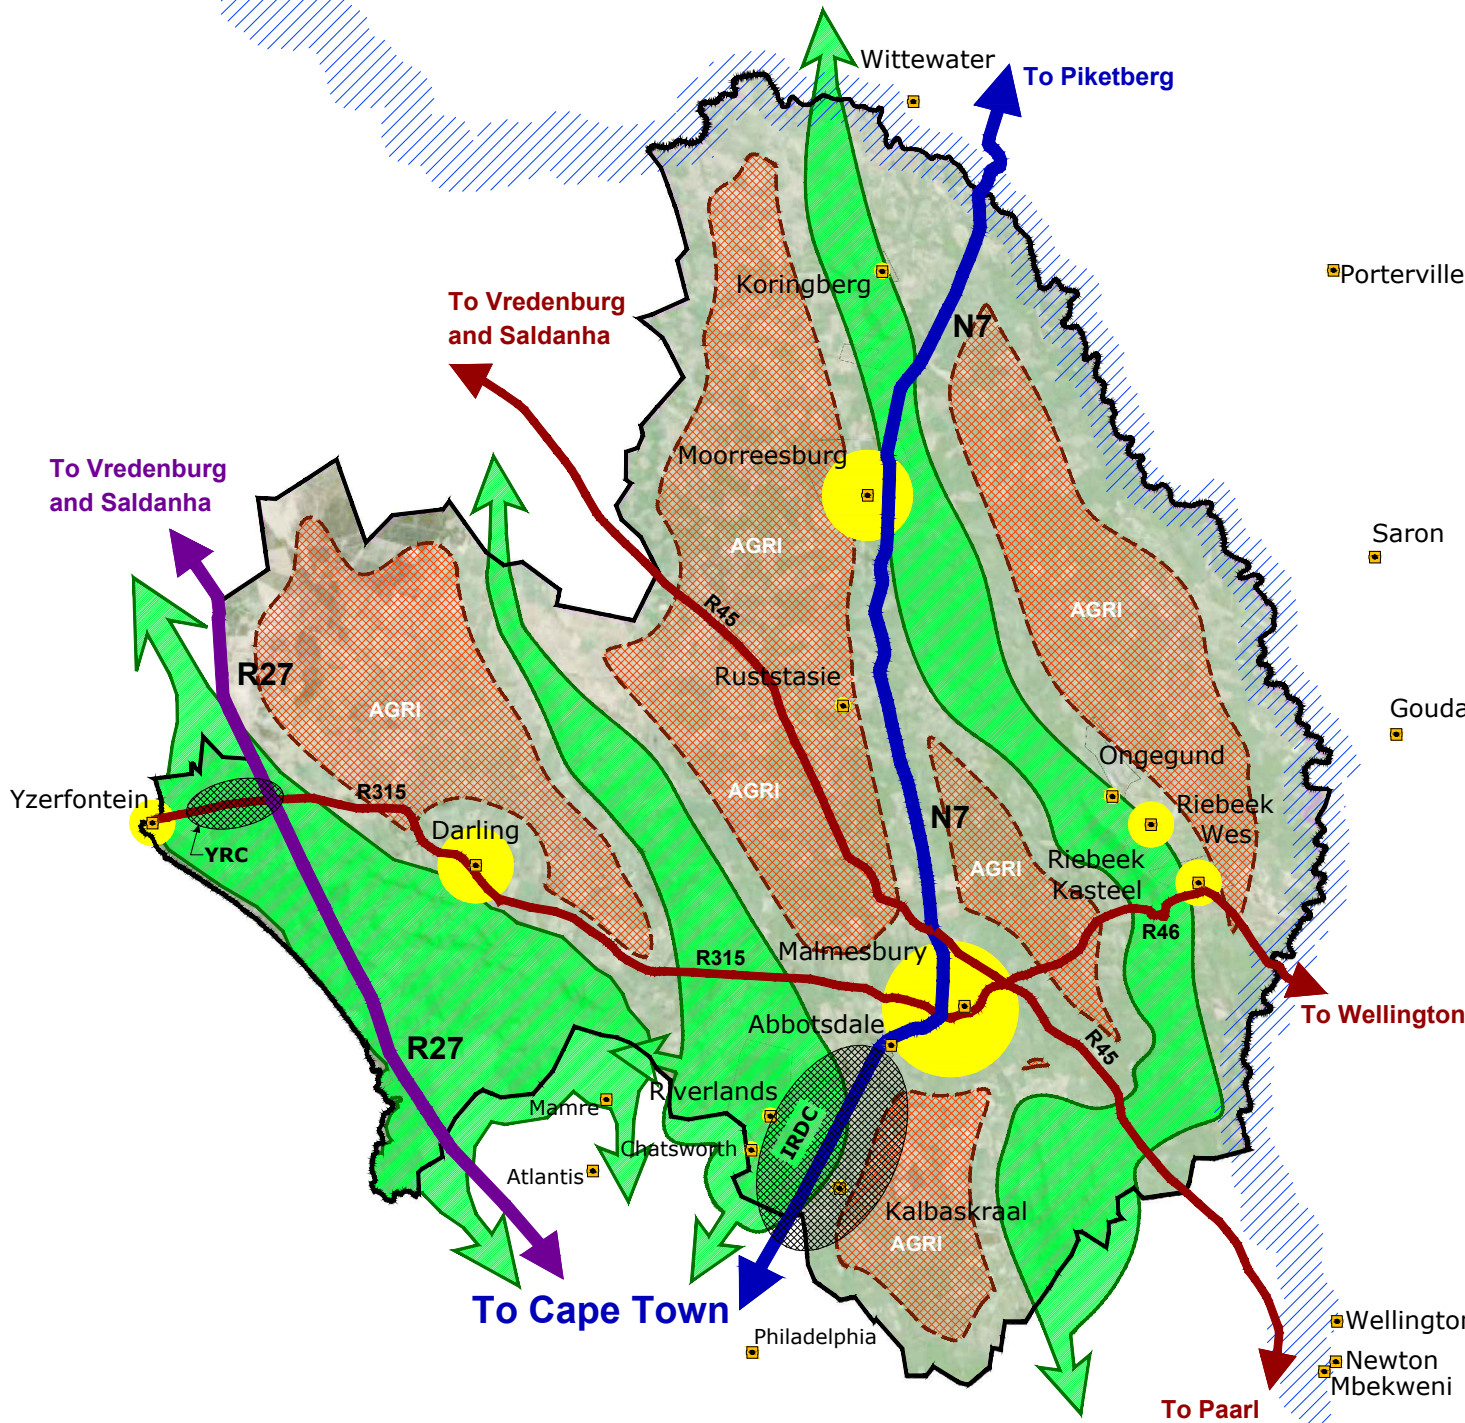 Wittewater
To Piketberg
Porterville
Koringberg
To Vredenburg
and Saldanha
N7
Moorreesburg
To Vredenburg
and Saldanha
Saron
AGRI
R45
AGRI
R27
Ruststasie
AGRI
Gouda
Ongegund
Yzerfontein
R315
AGRI
N7
Riebeek
Wes
Darling
YRC
AGRI
Riebeek
Kasteel
R46
Malmesbury
R315
To Wellington
Abbotsdale
R27
R45
Riverlands
Mamre
IRDC
Chatsworth
Atlantis
Kalbaskraal
AGRI
To Cape Town
Philadelphia
Wellington
Newton
Mbekweni
To Paarl